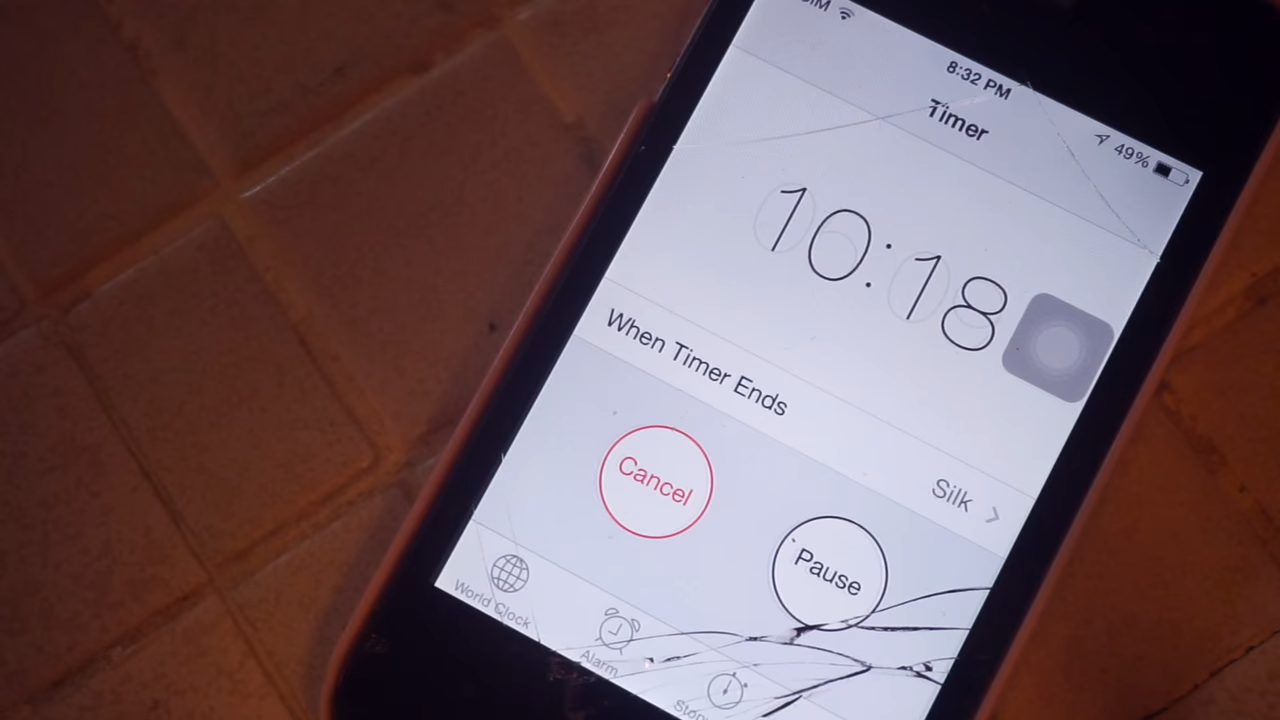 8:32 PM
49%
Timer
10:18
When Timer Ends
Silk >
Cancel
Pause
World Clock
Alarm